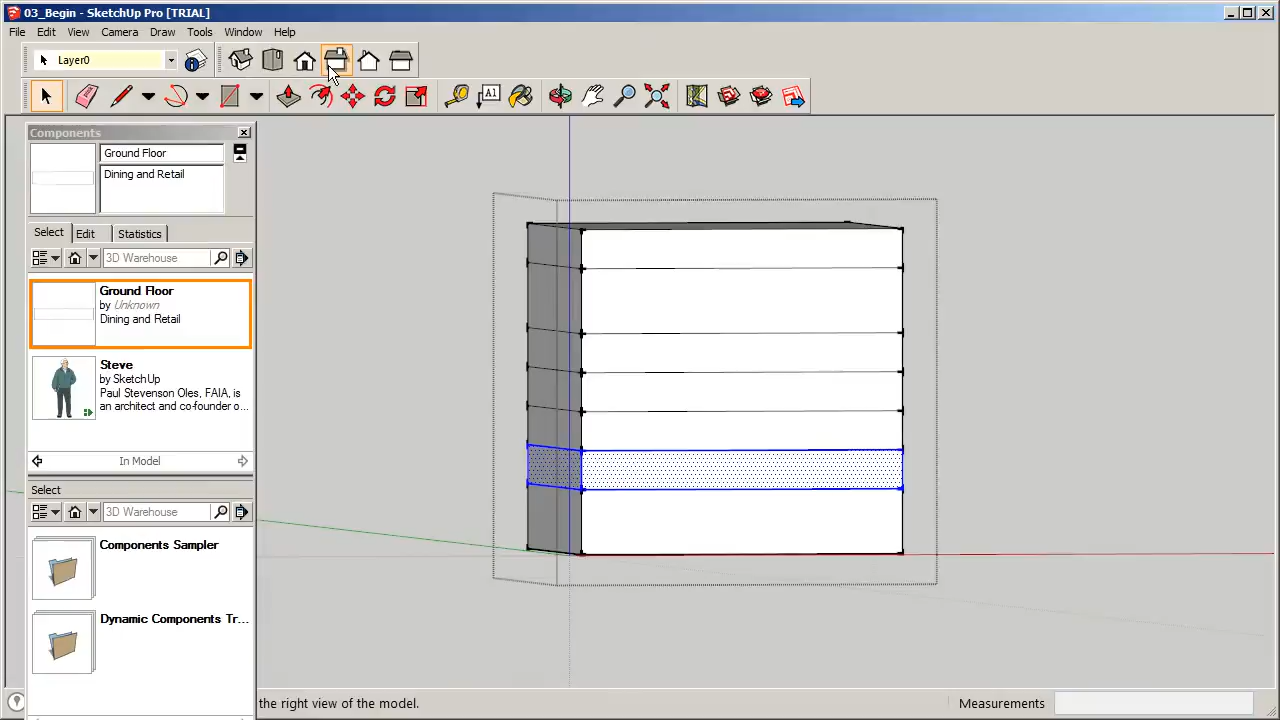 03_Begin - SketchUp Pro [TRIAL]
File Edit View Camera Draw Tools Window Help
Layer0
A1
Components
Ground Floor
Dining and Retail
Select Edit Statistics
3D Warehouse
Ground Floor
by Unknown
Dining and Retail
Steve
by SketchUp
Paul Stevenson Oles, FAIA, is
an architect and co-founder o...
In Model
Select
3D Warehouse
Components Sampler
Dynamic Components Tr...
the right view of the model.
Measurements